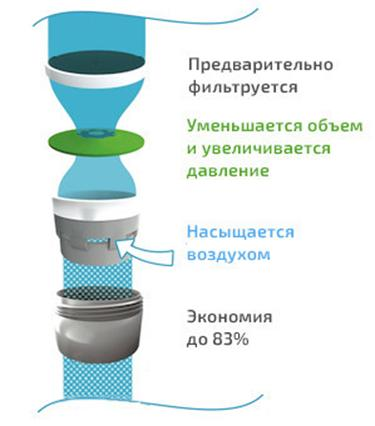 Предварительно
фильтруется
Уменьшается объем
и увеличивается
давление
Насыщается
воздухом
Экономия
до 83%